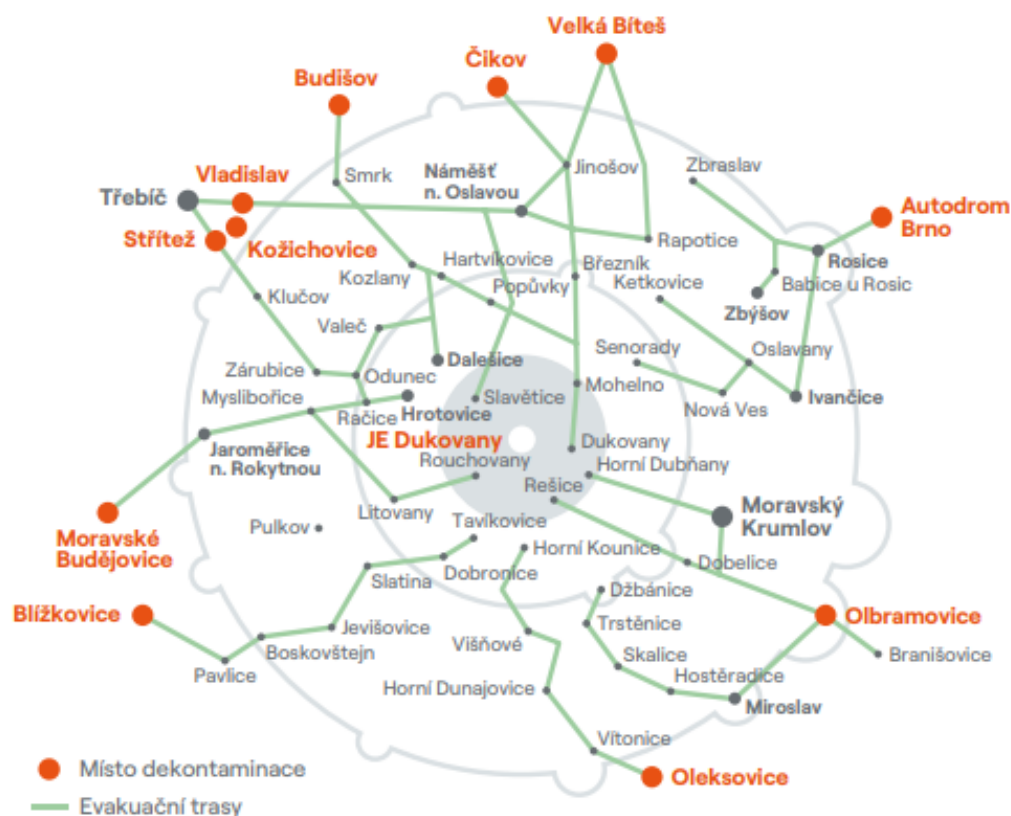 Velká Bíteš
Čikov
Budišov
Zbraslav
Jinošov
Náměšť
n. Oslavou
Smrk
Vladislav
Třebíč
Autodrom
Brno
Střítež
Kožichovice
Rapotice
Rosice
Hartvíkovice
Březník
Kozlany
Popůvky
Ketkovice
Babice u Rosic
Klučov
Zbýšov
Valeč
Senorady
Oslavany
Dalešice
Zárubice
Odunec
Mohelno
Myslibořice
Slavětice
Ivančice
Račice
Hrotovice
Nová Ves
JE Dukovany
Dukovany
Jaroměřice
n. Rokytnou
Rouchovany
Horní Dubňany
Rešice
Moravský
Krumlov
Litovany
Tavíkovice
Pulkov
Moravské
Budějovice
Horní Kounice
Dobelice
Slatina
Dobronice
Džbánice
Blížkovice
Olbramovice
Trstěnice
Jevišovice
Višňové
Boskovštejn
Skalice
Branišovice
Pavlice
Hostěradice
Horní Dunajovice
Miroslav
Vítonice
Oleksovice
Místo dekontaminace
Evakuační trasy